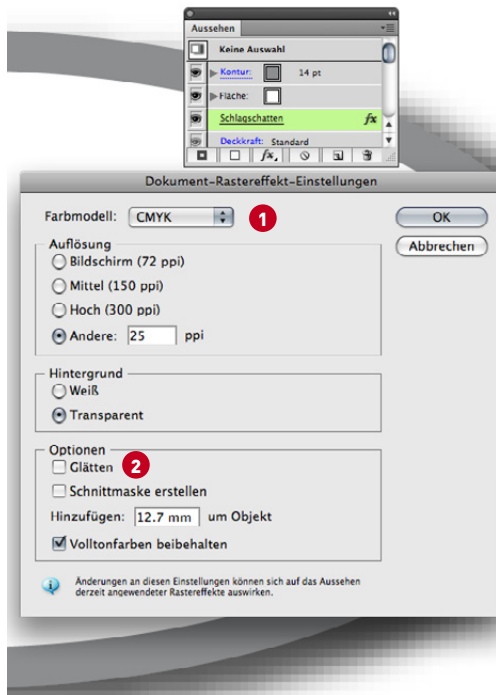 Aussehen
Keine Auswahl
Kontur: 14 pt
Fläche:
Schlagschatten fx
Deckkraft: Standard
fx
Dokument-Rastereffekt-Einstellungen
Farbmodell: CMYK 1 OK
Abbrechen
Auflösung
Bildschirm (72 ppi)
Mittel (150 ppi)
Hoch (300 ppi)
Andere: 25 ppi
Hintergrund
Weiß
Transparent
Optionen
Glätten 2
Schnittmaske erstellen
Hinzufügen: 12.7 mm um Objekt
Volltonfarben beibehalten
Änderungen an diesen Einstellungen können sich auf das Aussehen
derzeit angewendeter Rastereffekte auswirken.